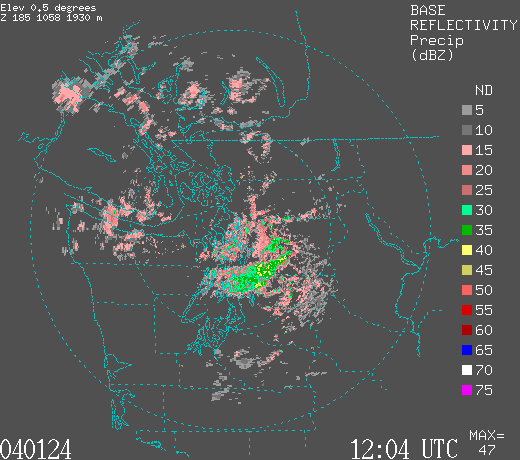 Elev 0.5 degrees
Z 185 1058 1930 m
BASE
REFLECTIVITY
Precip
(dBZ)
ND
5
10
15
20
25
30
35
40
45
50
55
60
65
70
75
MAX=
47
040124
12:04 UTC